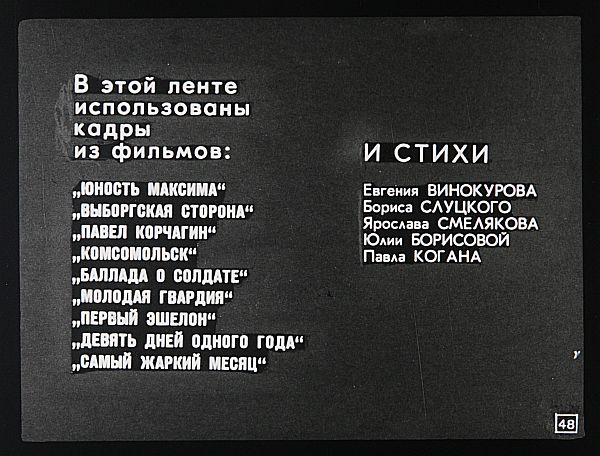 В этой ленте
использованы
кадры
из фильмов:
„ЮНОСТЬ МАКСИМА“
„ВЫБОРГСКАЯ СТОРОНА“
„ПАВЕЛ КОРЧАГИН“
„КОМСОМОЛЬСК“
„БАЛЛАДА О СОЛДАТЕ“
„МОЛОДАЯ ГВАРДИЯ“
„ПЕРВЫЙ ЭШЕЛОН“
„ДЕВЯТЬ ДНЕЙ ОДНОГО ГОДА“
„САМЫЙ ЖАРКИЙ МЕСЯЦ“
И СТИХИ
Евгения ВИНОКУРОВА
Бориса СЛУЦКОГО
Ярослава СМЕЛЯКОВА
Юлии БОРИСОВОЙ
Павла КОГАНА
48